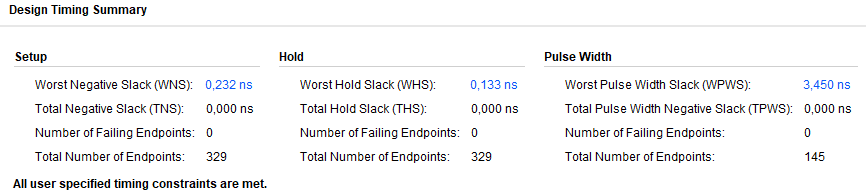 Design Timing Summary
Setup Hold Pulse Width
Worst Negative Slack (WNS): 0,232 ns Worst Hold Slack (WHS): 0,133 ns Worst Pulse Width Slack (WPWS): 3,450 ns
Total Negative Slack (TNS): 0,000 ns Total Hold Slack (THS): 0,000 ns Total Pulse Width Negative Slack (TPWS): 0,000 ns
Number of Failing Endpoints: 0 Number of Failing Endpoints: 0 Number of Failing Endpoints: 0
Total Number of Endpoints: 329 Total Number of Endpoints: 329 Total Number of Endpoints: 145
All user specified timing constraints are met.